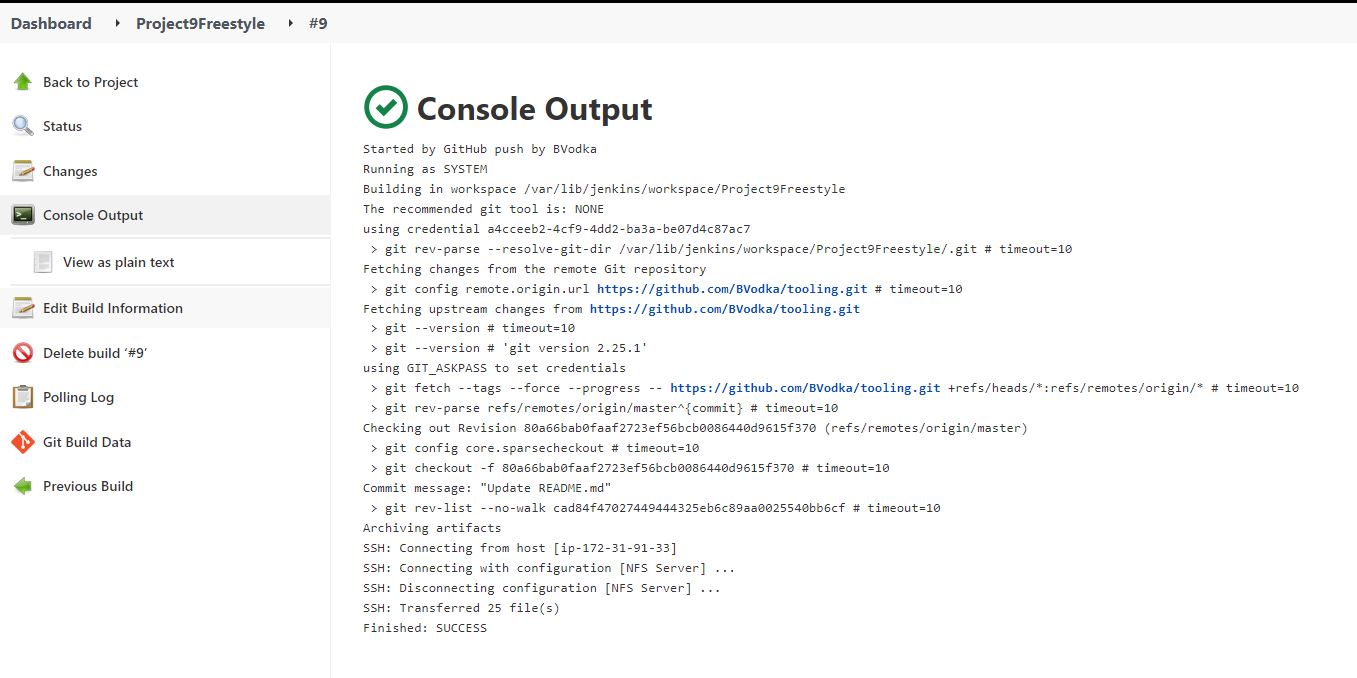 Dashboard Project9Freestyle #9
Back to Project
Status
Changes
Console Output
View as plain text
Edit Build Information
Delete build ‘#9’
Polling Log
Git Build Data
Previous Build
Console Output
Started by GitHub push by BVodka
Running as SYSTEM
Building in workspace /var/lib/jenkins/workspace/Project9Freestyle
The recommended git tool is: NONE
using credential a4cceeb2-4cf9-4dd2-ba3a-be07d4c87ac7
 > git rev-parse --resolve-git-dir /var/lib/jenkins/workspace/Project9Freestyle/.git # timeout=10
Fetching changes from the remote Git repository
 > git config remote.origin.url https://github.com/BVodka/tooling.git # timeout=10
Fetching upstream changes from https://github.com/BVodka/tooling.git
 > git --version # timeout=10
 > git --version # 'git version 2.25.1'
using GIT_ASKPASS to set credentials
 > git fetch --tags --force --progress -- https://github.com/BVodka/tooling.git +refs/heads/*:refs/remotes/origin/* # timeout=10
 > git rev-parse refs/remotes/origin/master^{commit} # timeout=10
Checking out Revision 80a66bab0faaf2723ef56bcb0086440d9615f370 (refs/remotes/origin/master)
 > git config core.sparsecheckout # timeout=10
 > git checkout -f 80a66bab0faaf2723ef56bcb0086440d9615f370 # timeout=10
Commit message: "Update README.md"
 > git rev-list --no-walk cad84f47027449444325eb6c89aa0025540bb6cf # timeout=10
Archiving artifacts
SSH: Connecting from host [ip-172-31-91-33]
SSH: Connecting with configuration [NFS Server] ...
SSH: Disconnecting configuration [NFS Server] ...
SSH: Transferred 25 file(s)
Finished: SUCCESS